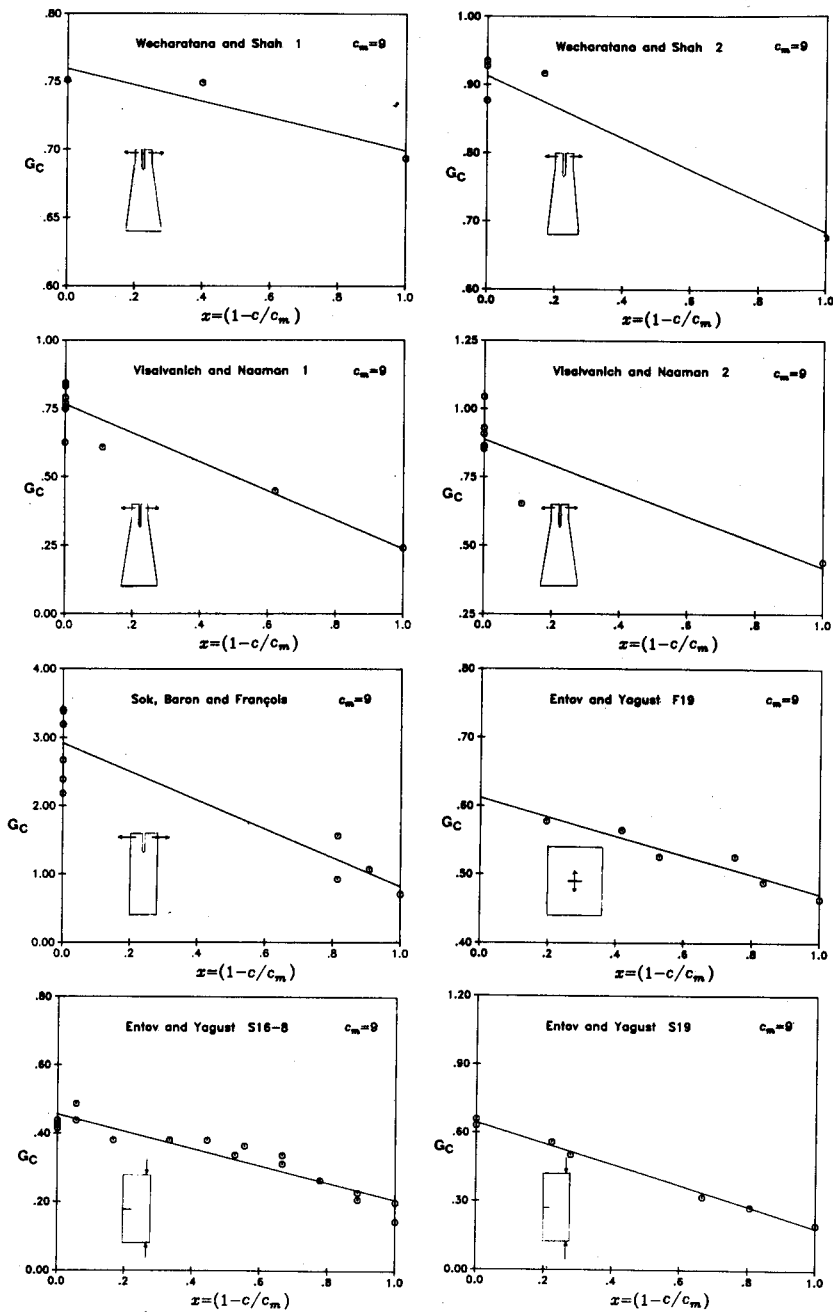 Wecharatana and Shah 1 c_m=9
.80
.75
.70
.65
.60
G_C
0.0 .2 .4 .6 .8 1.0
x=(1-c/c_m)
Wecharatana and Shah 2 c_m=9
1.00
.90
.80
.70
.60
G_C
0.0 .2 .4 .6 .8 1.0
x=(1-c/c_m)
Visalvanich and Naaman 1 c_m=9
1.00
.75
.50
.25
0.00
G_C
0.0 .2 .4 .6 .8 1.0
x=(1-c/c_m)
Visalvanich and Naaman 2 c_m=9
1.25
1.00
0.75
0.50
0.25
G_C
0.0 .2 .4 .6 .8 1.0
x=(1-c/c_m)
Sok, Baron and François c_m=9
4.00
3.00
2.00
1.00
0.00
G_C
0.0 .2 .4 .6 .8 1.0
x=(1-c/c_m)
Entov and Yagust F19 c_m=9
.80
.70
.60
.50
.40
G_C
0.0 .2 .4 .6 .8 1.0
x=(1-c/c_m)
Entov and Yagust S16-8 c_m=9
.80
.60
.40
.20
0.00
G_C
0.0 .2 .4 .6 .8 1.0
x=(1-c/c_m)
Entov and Yagust S19 c_m=9
1.20
.90
.60
.30
0.00
G_C
0.0 .2 .4 .6 .8 1.0
x=(1-c/c_m)